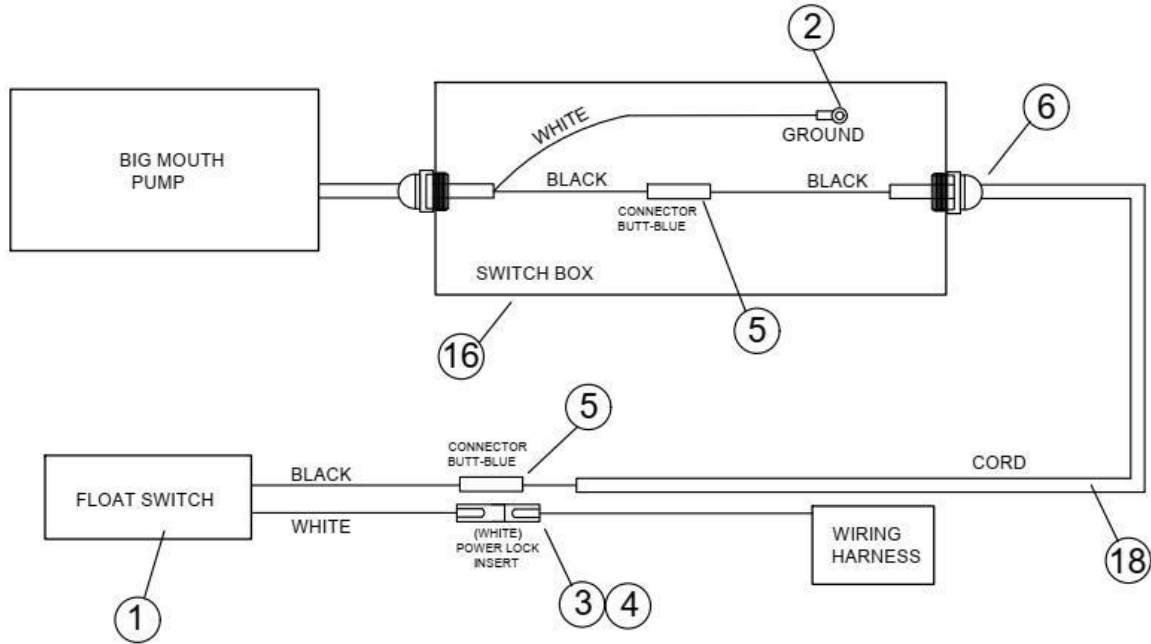 2
BIG MOUTH
PUMP
WHITE
GROUND
6
BLACK
BLACK
CONNECTOR
BUTT-BLUE
SWITCH BOX
16
5
5
CONNECTOR
BUTT-BLUE
BLACK
CORD
FLOAT SWITCH
WHITE
(WHITE)
POWER LOCK
INSERT
WIRING
HARNESS
18
1
3 4